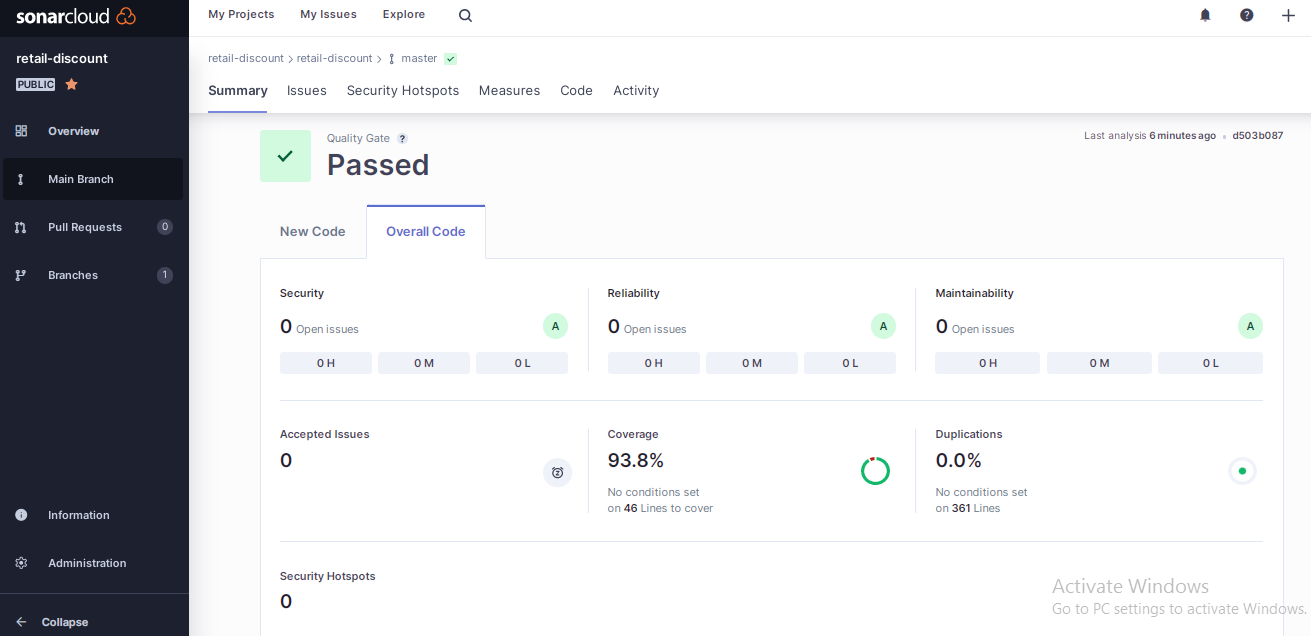 sonarcloud
My Projects My Issues Explore
retail-discount
PUBLIC
Overview
Main Branch
Pull Requests 0
Branches 1
Information
Administration
Collapse
retail-discount > retail-discount > master
Summary Issues Security Hotspots Measures Code Activity
Quality Gate ?
Passed
Last analysis 6 minutes ago • d503b087
New Code Overall Code
Security
0 Open issues A
0 H 0 M 0 L
Reliability
0 Open issues A
0 H 0 M 0 L
Maintainability
0 Open issues A
0 H 0 M 0 L
Accepted Issues
0
Coverage
93.8%
No conditions set
on 46 Lines to cover
Duplications
0.0%
No conditions set
on 361 Lines
Security Hotspots
0
Activate Windows
Go to PC settings to activate Windows.